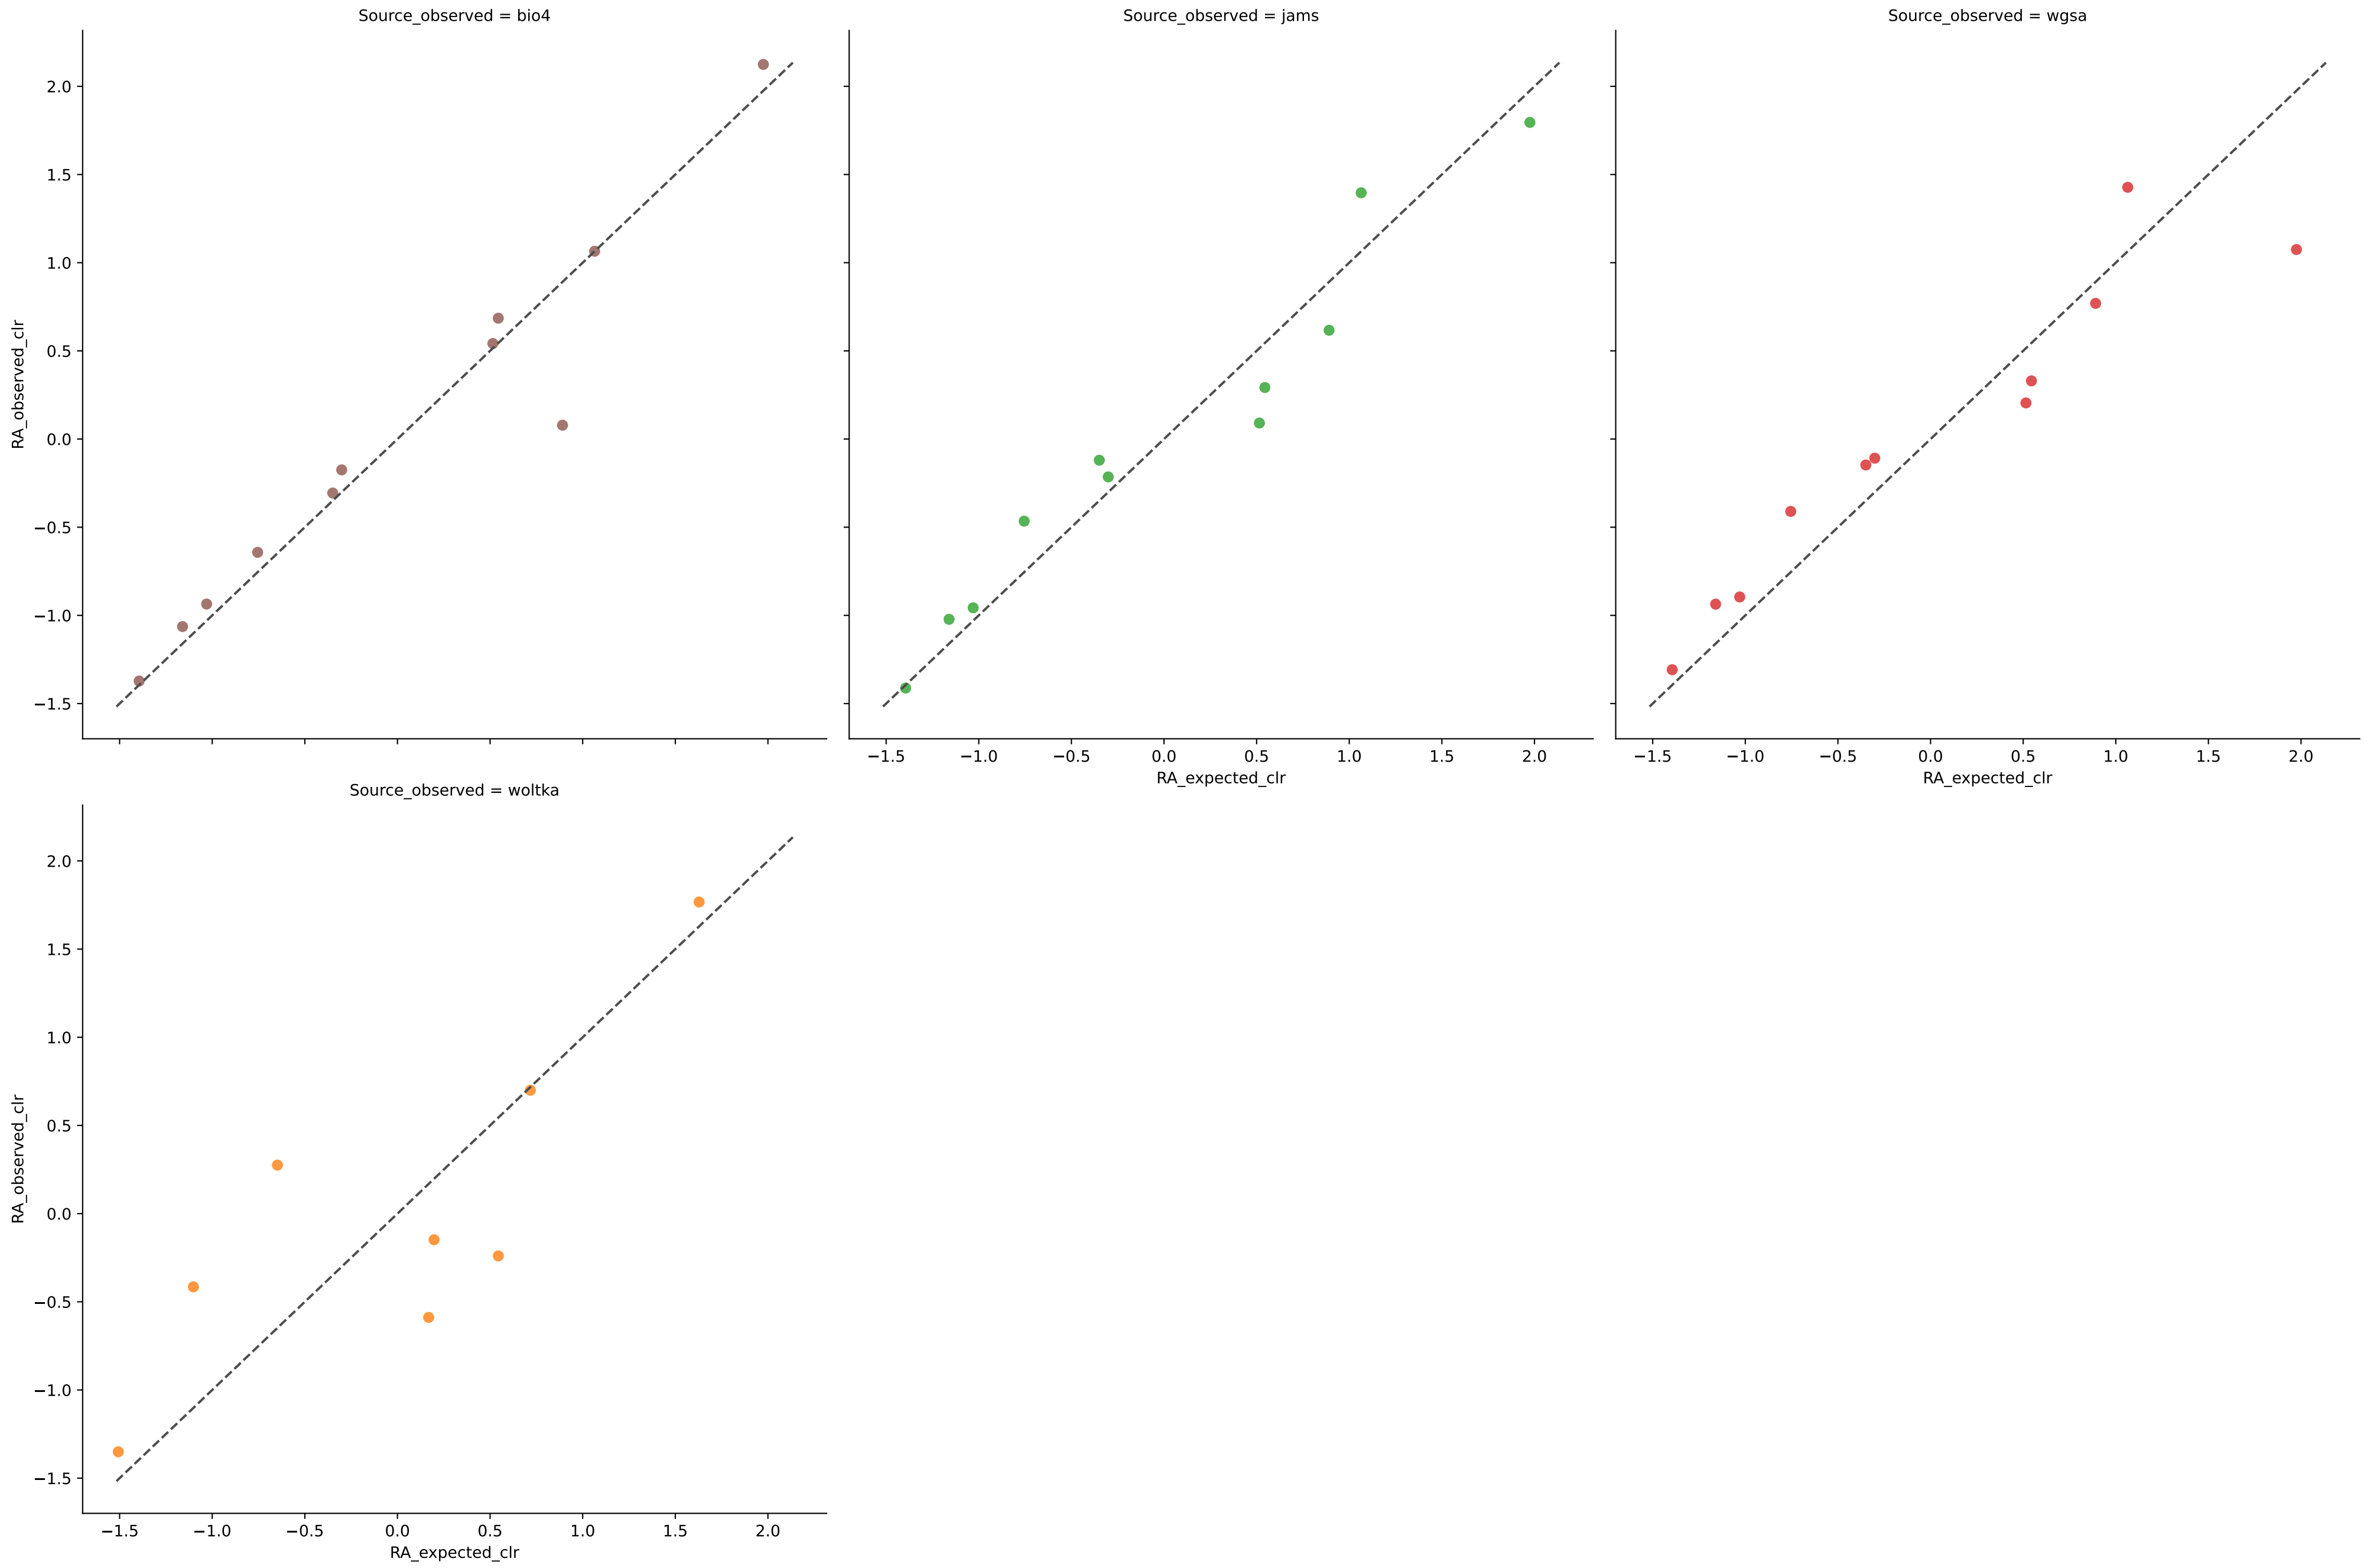 Source_observed = bio4
Source_observed = jams
Source_observed = wgsa
2.0
1.5
1.0
0.5
0.0
−0.5
−1.0
−1.5
RA_observed_clr
−1.5 −1.0 −0.5 0.0 0.5 1.0 1.5 2.0
RA_expected_clr
−1.5 −1.0 −0.5 0.0 0.5 1.0 1.5 2.0
RA_expected_clr
Source_observed = woltka
2.0
1.5
1.0
0.5
0.0
−0.5
−1.0
−1.5
RA_observed_clr
−1.5 −1.0 −0.5 0.0 0.5 1.0 1.5 2.0
RA_expected_clr